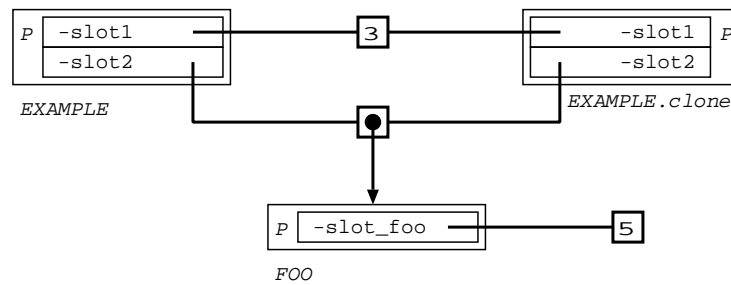 P -slot1 3 -slot1 P
-slot2 -slot2
EXAMPLE EXAMPLE.clone
P -slot_foo 5
FOO